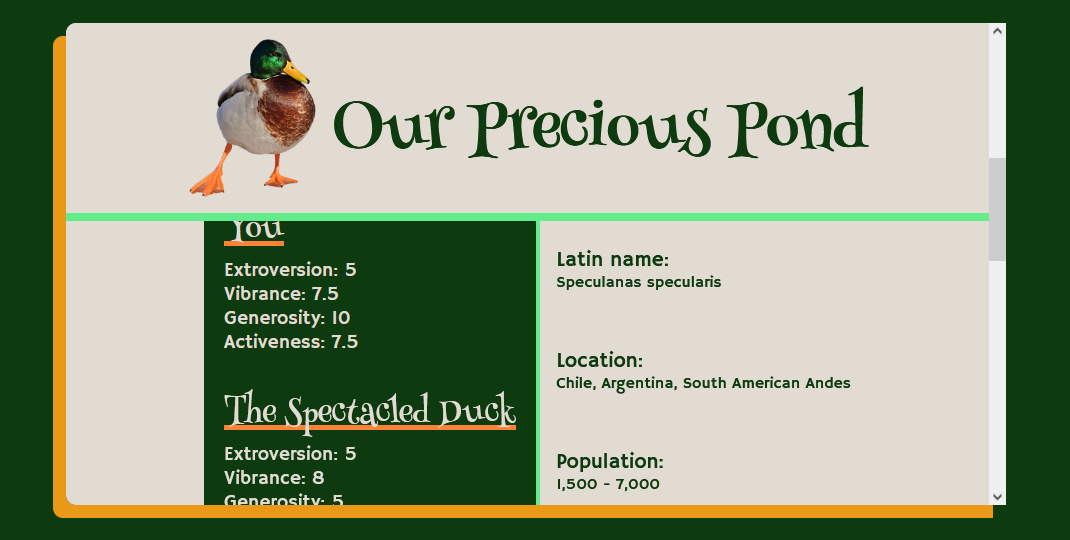 Our Precious Pond
You
Extroversion: 5
Vibrance: 7.5
Generosity: 10
Activeness: 7.5
The Spectacled Duck
Extroversion: 5
Vibrance: 8
Generosity: 5
Latin name:
Speculanas specularis
Location:
Chile, Argentina, South American Andes
Population:
1,500 - 7,000